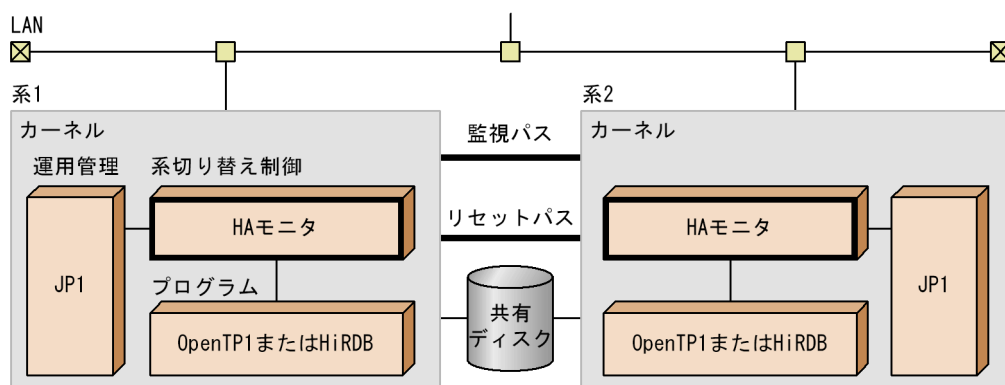 LAN
系1
系2
カーネル
カーネル
監視パス
運用管理
系切り替え制御
HAモニタ
HAモニタ
リセットパス
JP1
JP1
プログラム
OpenTP1またはHiRDB
共有
ディスク
OpenTP1またはHiRDB